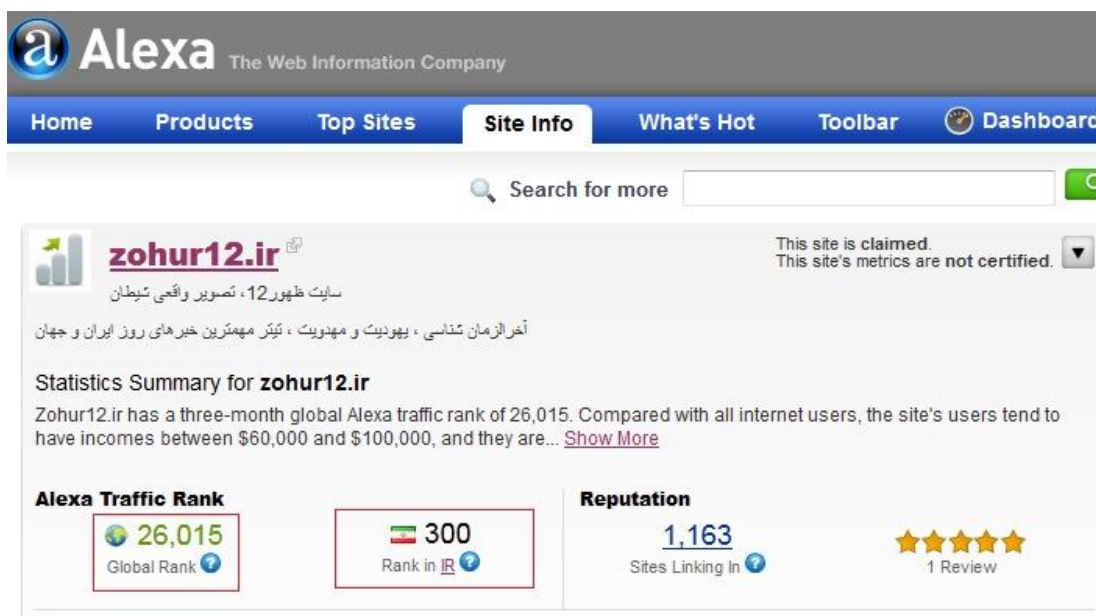 a Alexa The Web Information Company
Home Products Top Sites Site Info What's Hot Toolbar Dashboard
Search for more
zohur12.ir
This site is claimed.
This site's metrics are not certified.
سایت ظهور12، تصویر واقعی شیطان
آخرالزمان شناسی ، یهودیت و مهدویت ، تیتر مهمترین خبرهای روز ایران و جهان
Statistics Summary for zohur12.ir
Zohur12.ir has a three-month global Alexa traffic rank of 26,015. Compared with all internet users, the site's users tend to
have incomes between $60,000 and $100,000, and they are... Show More
Alexa Traffic Rank
26,015
Global Rank ?
300
Rank in IR ?
Reputation
1,163
Sites Linking In ?
1 Review